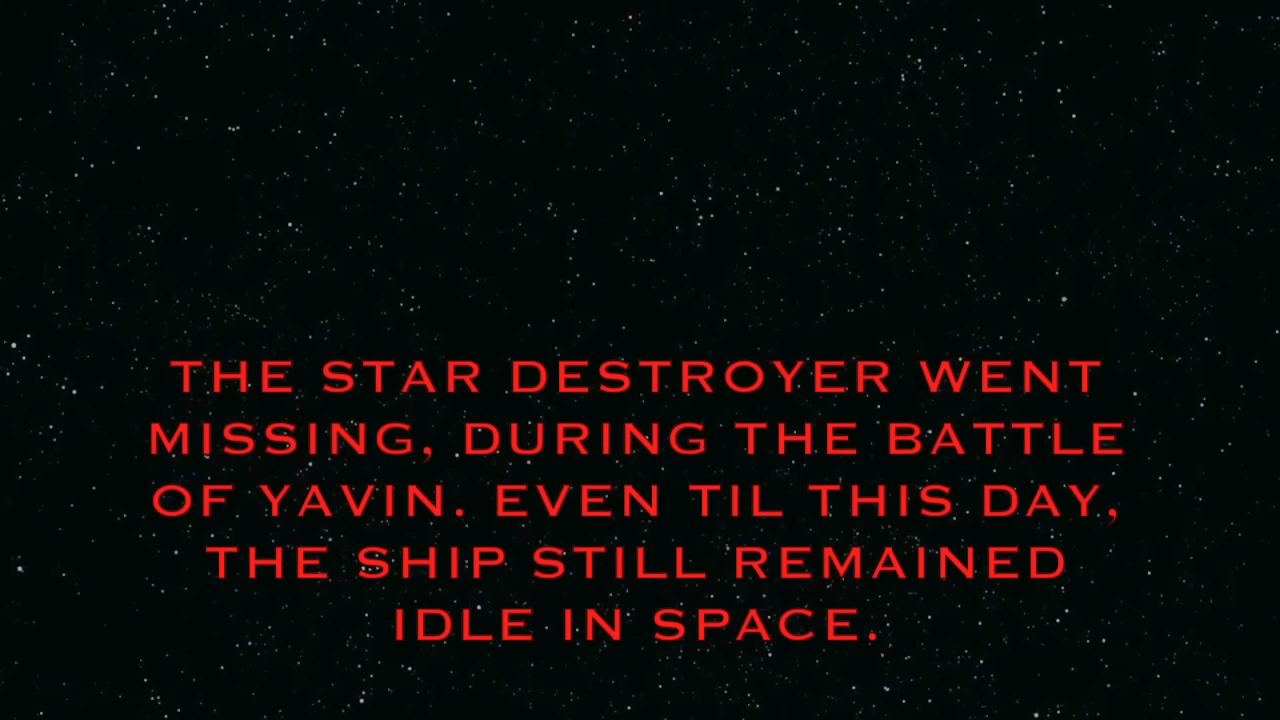 THE STAR DESTROYER WENT
MISSING, DURING THE BATTLE
OF YAVIN. EVEN TIL THIS DAY,
THE SHIP STILL REMAINED
IDLE IN SPACE.